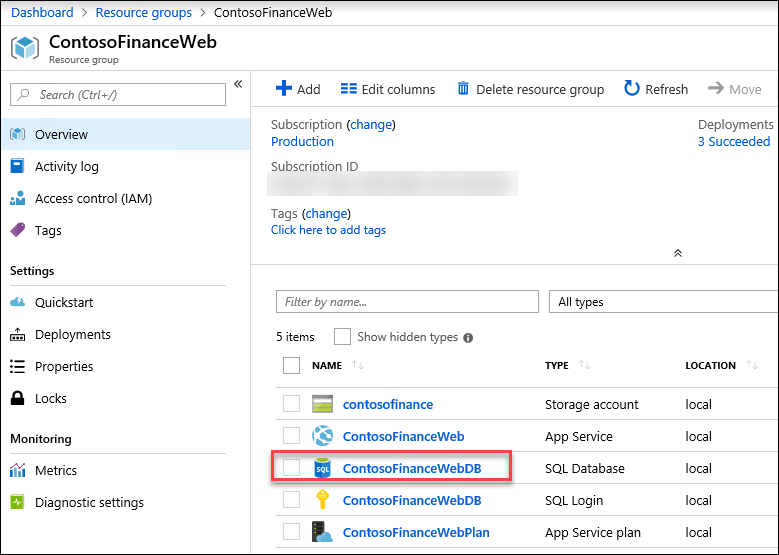 Dashboard > Resource groups > ContosoFinanceWeb
ContosoFinanceWeb
Resource group
Search (Ctrl+/)
Overview
Activity log
Access control (IAM)
Tags
Settings
Quickstart
Deployments
Properties
Locks
Monitoring
Metrics
Diagnostic settings
Add Edit columns Delete resource group Refresh Move
Subscription (change)
Production
Deployments
3 Succeeded
Subscription ID
Tags (change)
Click here to add tags
Filter by name... All types
5 items Show hidden types
NAME TYPE LOCATION
contosofinance Storage account local
ContosoFinanceWeb App Service local
SQL ContosoFinanceWebDB SQL Database local
ContosoFinanceWebDB SQL Login local
ContosoFinanceWebPlan App Service plan local